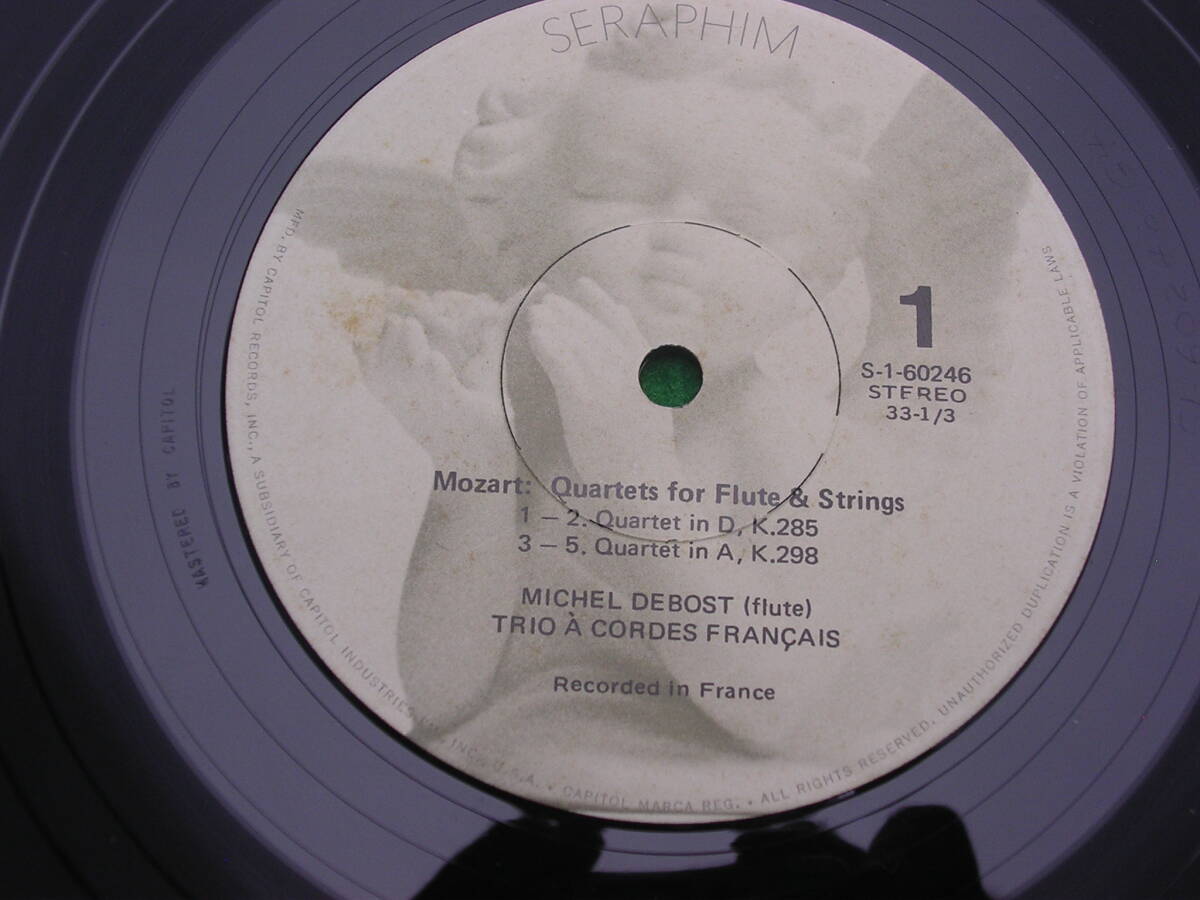 SERAPHIM
1
S-1-60246
STEREO
33-1/3
Mozart: Quartets for Flute & Strings
1 – 2. Quartet in D, K.285
3 – 5. Quartet in A, K.298
MICHEL DEBOST (flute)
TRIO À CORDES FRANÇAIS
Recorded in France
MFD. BY CAPITOL RECORDS, INC., A SUBSIDIARY OF CAPITOL INDUSTRIES INC., U.S.A. • CAPITOL MARCA REG. • ALL RIGHTS RESERVED. UNAUTHORIZED DUPLICATION IS A VIOLATION OF APPLICABLE LAWS
MASTERED BY CAPITOL